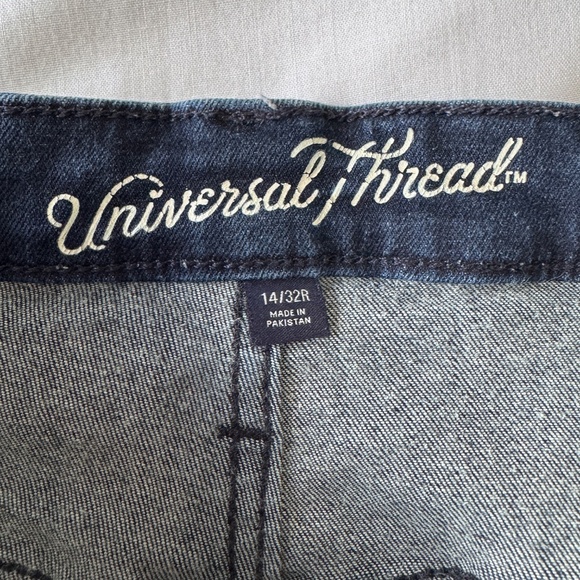 Universal Thread™
14/32R
MADE IN
PAKISTAN